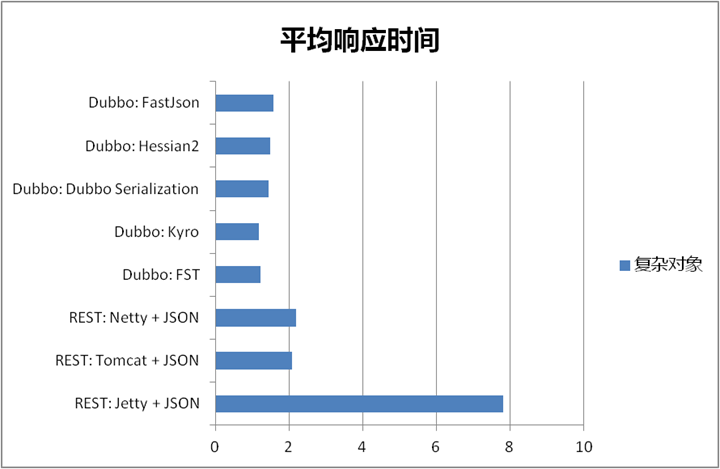 平均响应时间
Dubbo: FastJson
Dubbo: Hessian2
Dubbo: Dubbo Serialization
Dubbo: Kyro
Dubbo: FST
REST: Netty + JSON
REST: Tomcat + JSON
REST: Jetty + JSON
0 2 4 6 8 10
复杂对象